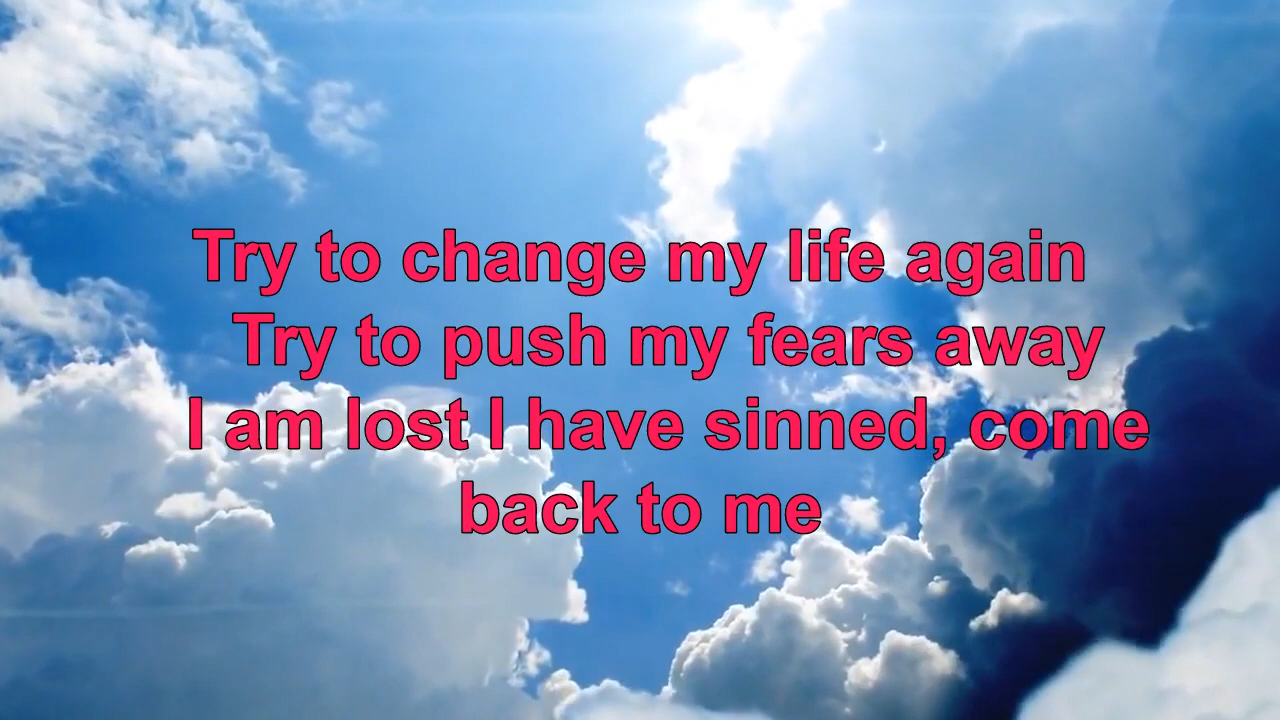 Try to change my life again
Try to push my fears away
I am lost I have sinned, come
back to me